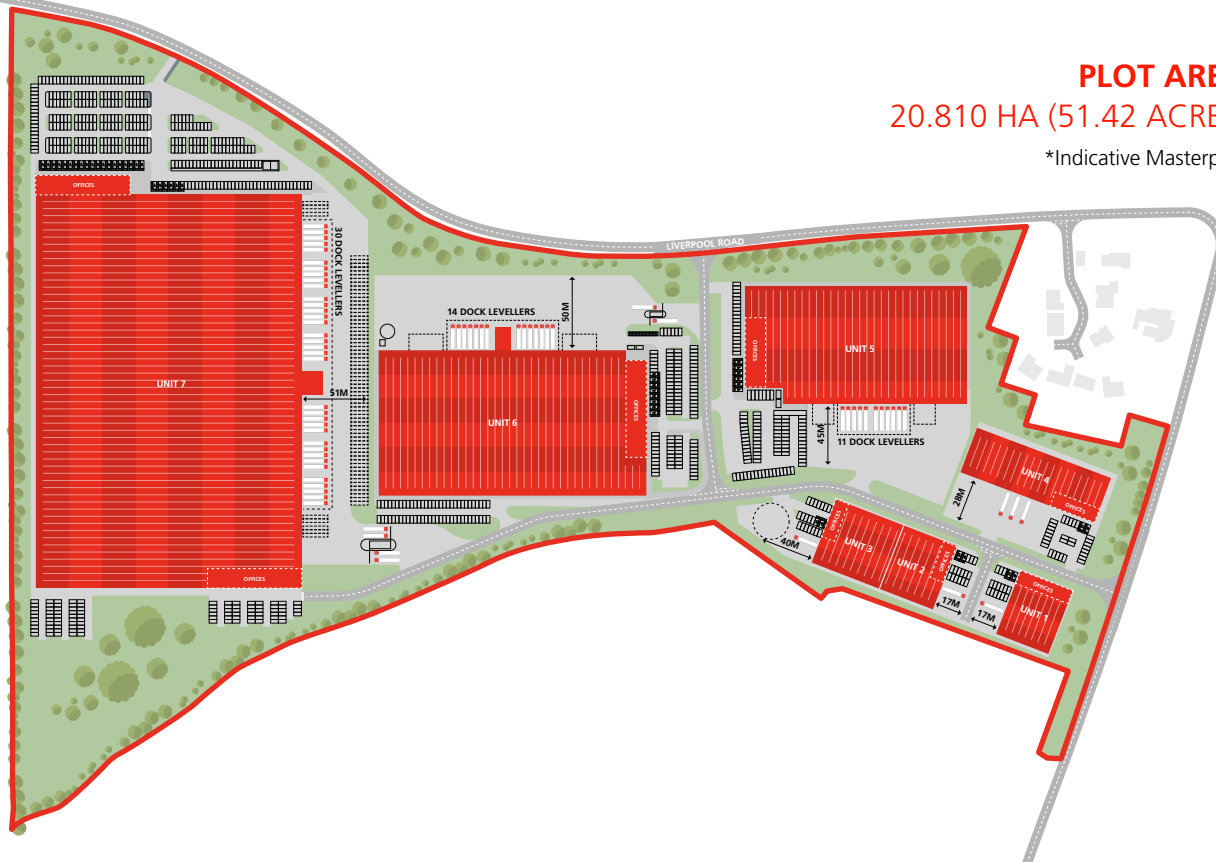 PLOT ARE
20.810 HA (51.42 ACRE
*Indicative Masterp
LIVERPOOL ROAD
OFFICES
30 DOCK LEVELLERS
UNIT 7
51M
OFFICES
14 DOCK LEVELLERS
50M
UNIT 6
OFFICES
OFFICES
UNIT 5
45M
11 DOCK LEVELLERS
UNIT 4
OFFICES
28M
OFFICES
UNIT 3
40M
UNIT 2
OFFICES
17M
17M
OFFICES
UNIT 1